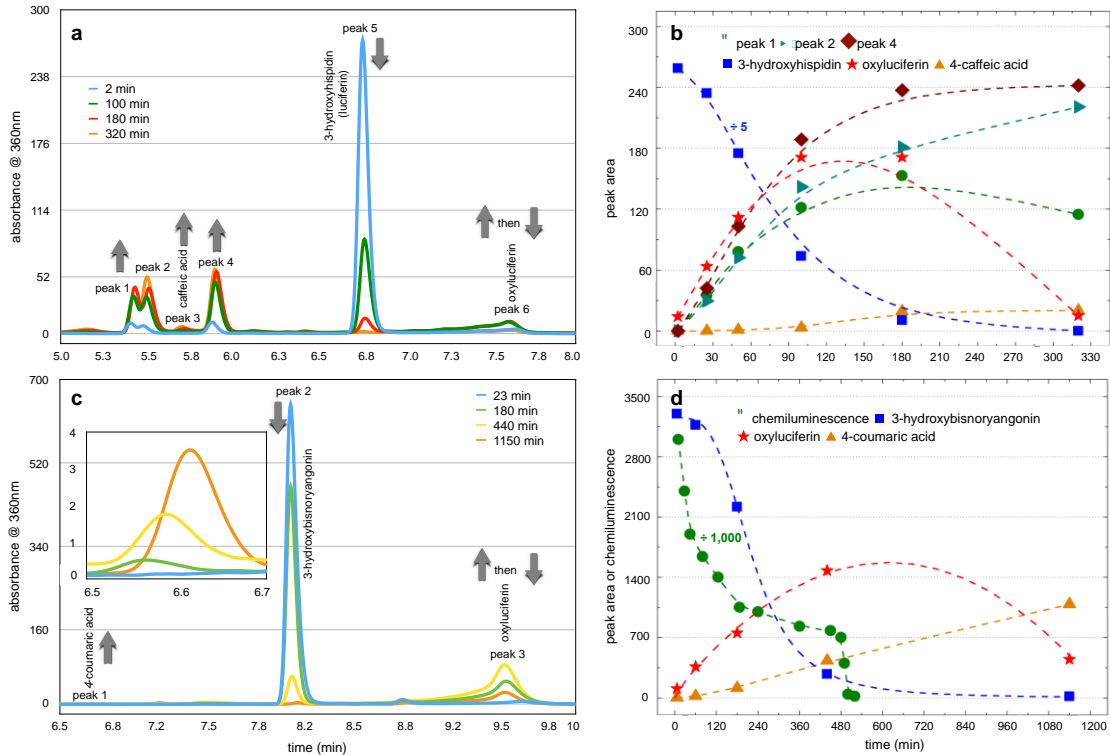 a
absorbance @ 360nm
300
238
176
114
52
0
2 min
100 min
180 min
320 min
peak 1
peak 2
caffeic acid
peak 3
peak 4
peak 5
3-hydroxyhispidin
(luciferin)
then
oxyluciferin
peak 6
5.0 5.3 5.5 5.8 6.0 6.3 6.5 6.8 7.0 7.3 7.5 7.8 8.0
b
peak area
300
240
180
120
60
0
" peak 1 peak 2 peak 4
3-hydroxyhispidin oxyluciferin 4-caffeic acid
÷ 5
0 30 60 90 120 150 180 210 240 270 300 330
c
absorbance @ 360nm
700
520
340
160
0
4
3
2
1
0
6.5 6.6 6.7
peak 2
3-hydroxybisnoryangonin
23 min
180 min
440 min
1150 min
then
oxyluciferin
peak 3
4-coumaric acid
peak 1
6.5 6.8 7.2 7.5 7.8 8.2 8.5 8.8 9.2 9.5 10
time (min)
d
peak area or chemiluminescence
3500
2800
2100
1400
700
0
" chemiluminescence 3-hydroxybisnoryangonin
oxyluciferin 4-coumaric acid
÷ 1,000
0 120 240 360 480 600 720 840 960 1080 1200
time (min)